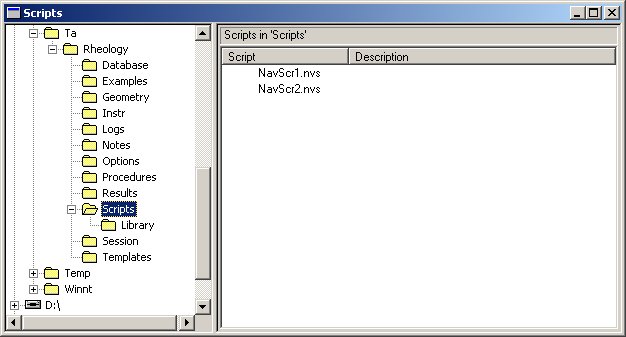 Scripts
Ta
Rheology
Database
Examples
Geometry
Instr
Logs
Notes
Options
Procedures
Results
Scripts
Library
Session
Templates
Temp
Winnt
D:\
Scripts in 'Scripts'
Script Description
NavScr1.nvs
NavScr2.nvs